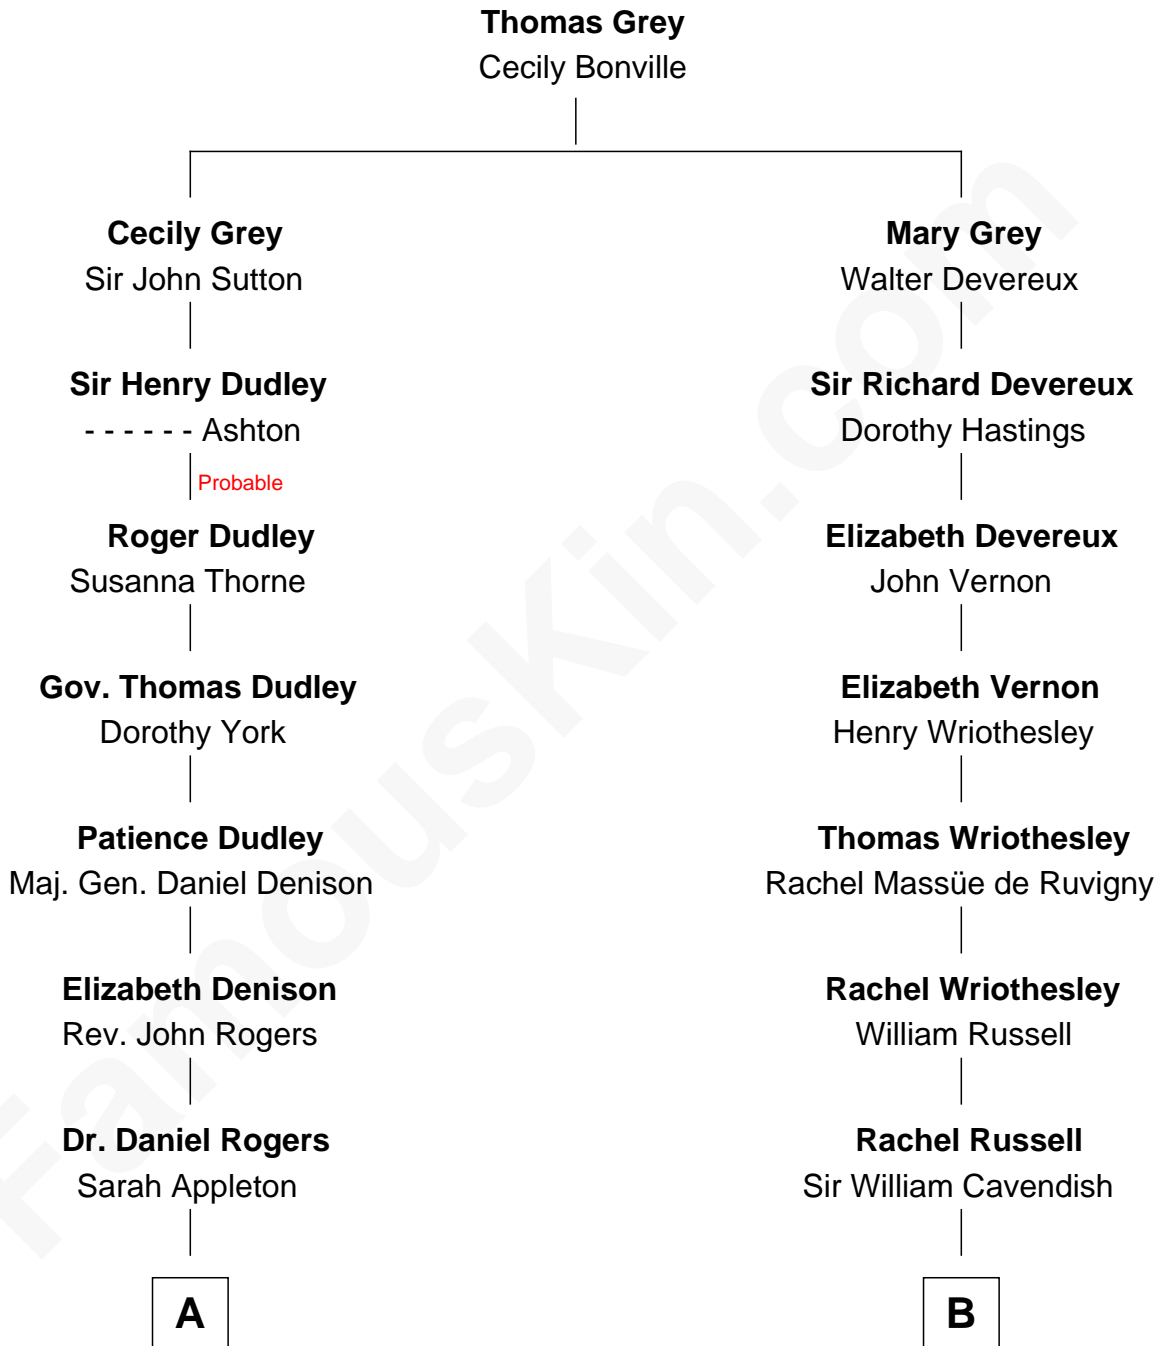 Thomas Grey
Cecily Bonville
Cecily Grey
Sir John Sutton
Mary Grey
Walter Devereux
Sir Henry Dudley
- - - - - - Ashton
Sir Richard Devereux
Dorothy Hastings
Probable
Roger Dudley
Susanna Thorne
Elizabeth Devereux
John Vernon
Gov. Thomas Dudley
Dorothy York
Elizabeth Vernon
Henry Wriothesley
Patience Dudley
Maj. Gen. Daniel Denison
Thomas Wriothesley
Rachel Massüe de Ruvigny
Elizabeth Denison
Rev. John Rogers
Rachel Wriothesley
William Russell
Dr. Daniel Rogers
Sarah Appleton
Rachel Russell
Sir William Cavendish
A
B
FamousKin.com